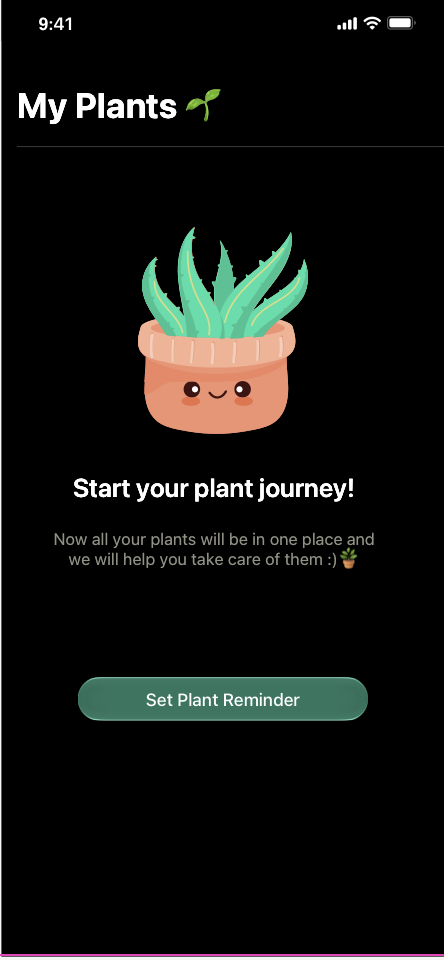 9:41
My Plants 🌱
Start your plant journey!
Now all your plants will be in one place and
we will help you take care of them :)🪴
Set Plant Reminder